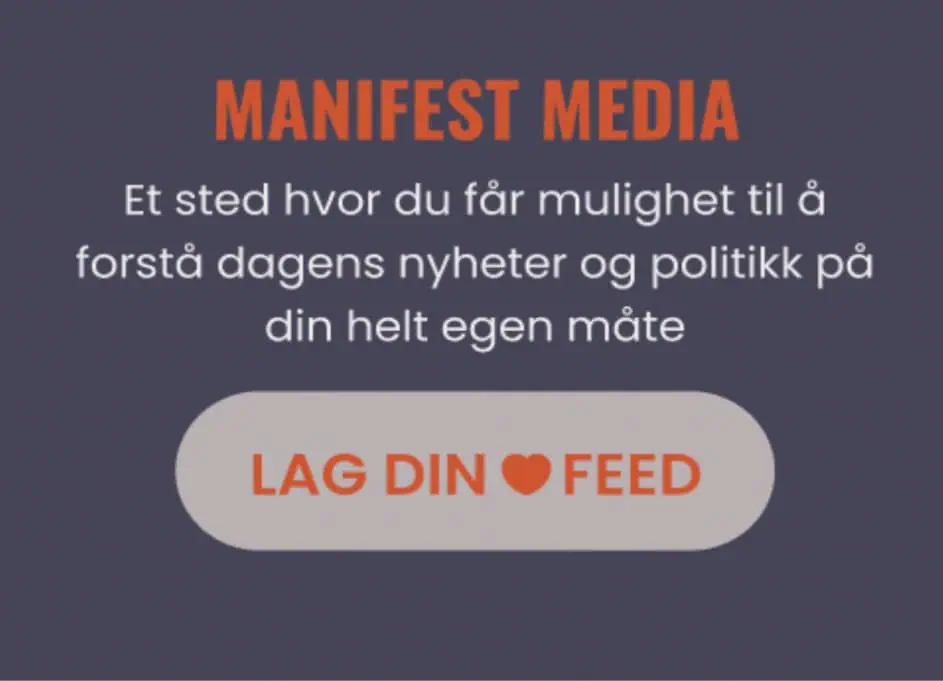 MANIFEST MEDIA
Et sted hvor du får mulighet til å
forstå dagens nyheter og politikk på
din helt egen måte
LAG DIN ❤ FEED